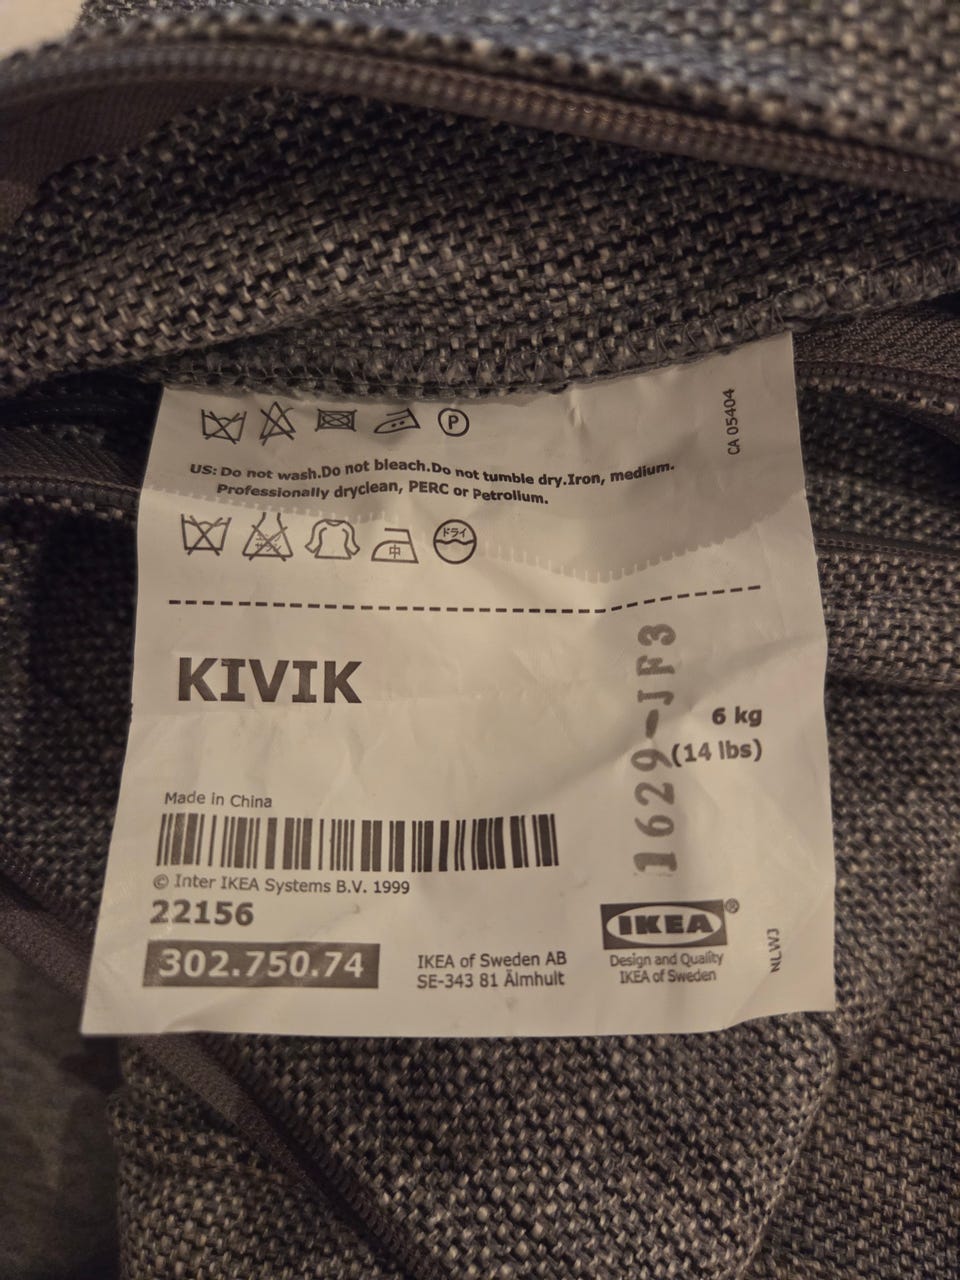 P
CA 05404
US: Do not wash.Do not bleach.Do not tumble dry.Iron, medium.
Professionally dryclean, PERC or Petrolium.
中 ドライ
KIVIK
1629-JF3
6 kg
(14 lbs)
Made in China
© Inter IKEA Systems B.V. 1999
22156
302.750.74
IKEA of Sweden AB
SE-343 81 Älmhult
IKEA®
Design and Quality
IKEA of Sweden
NLW3